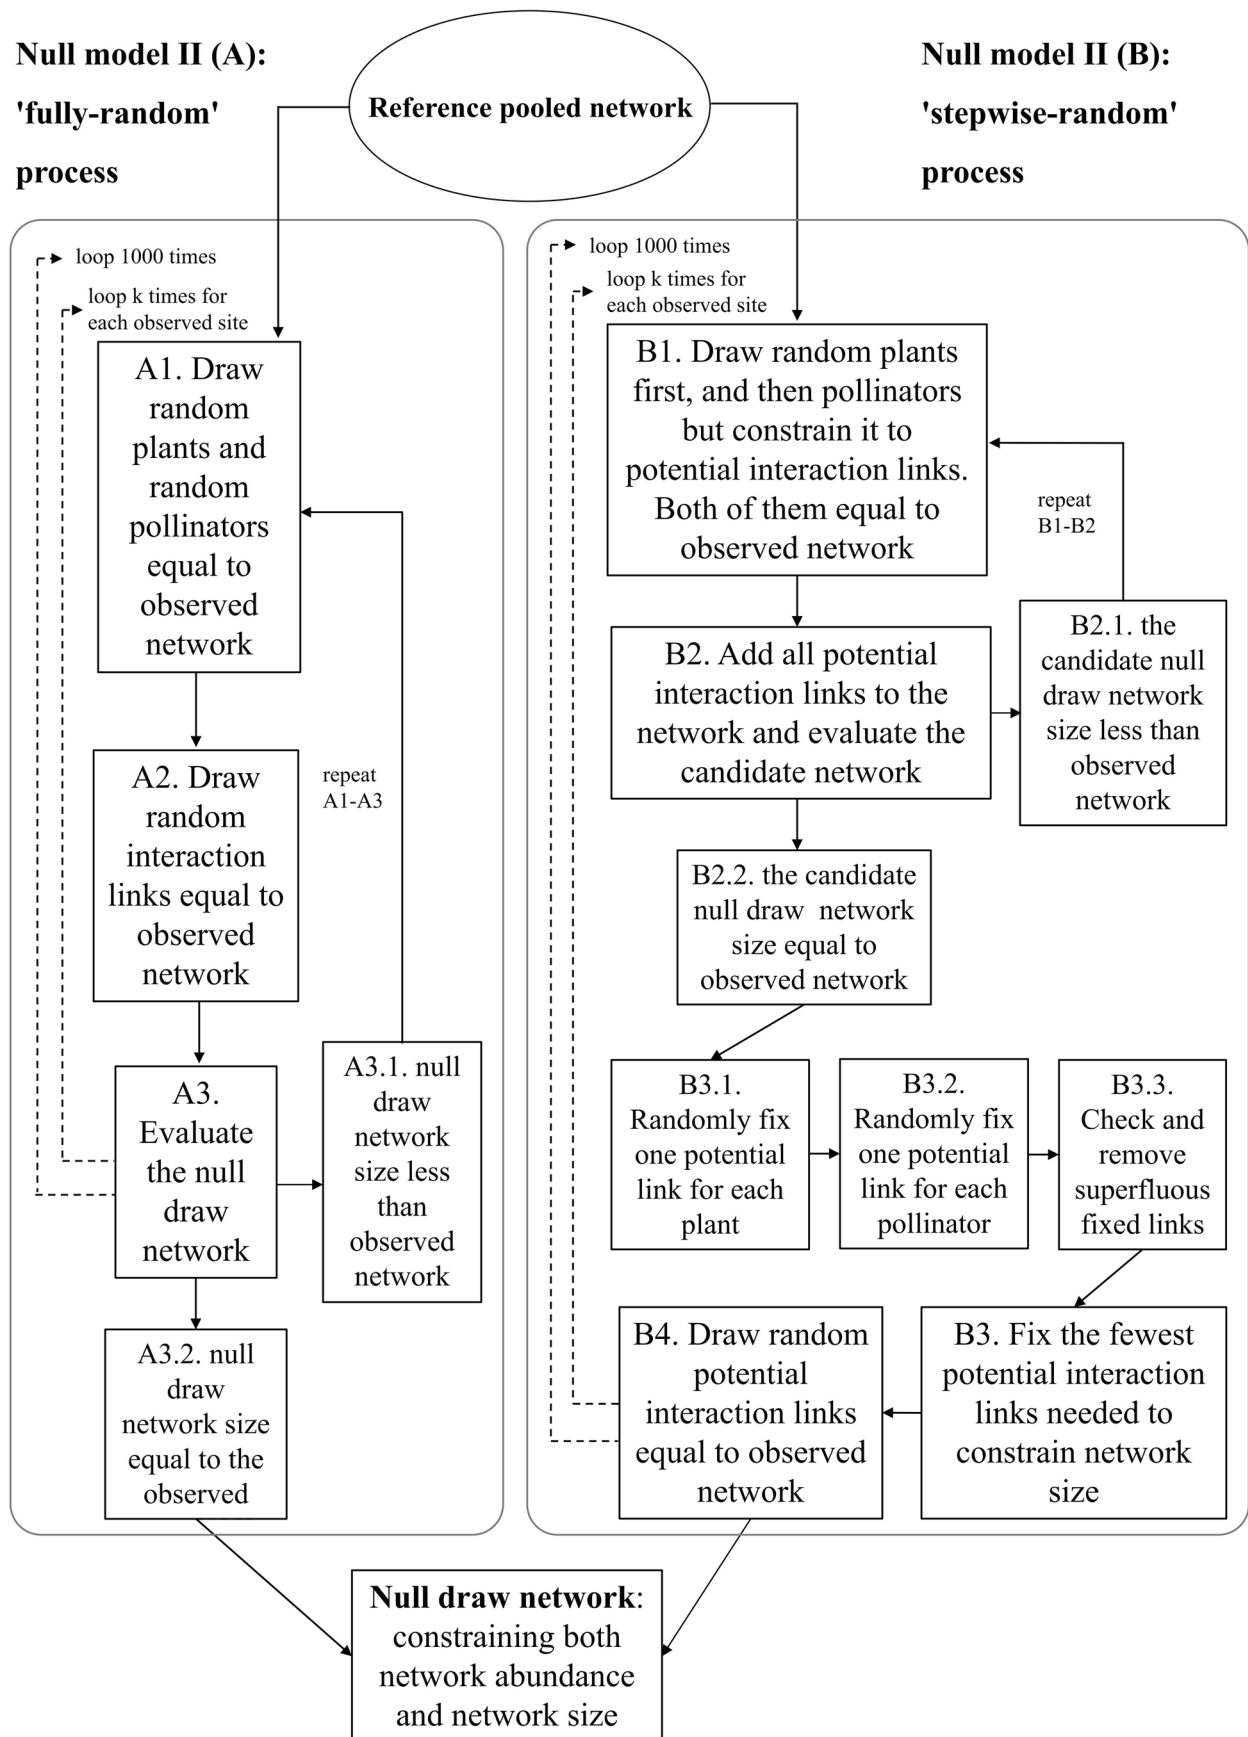 Null model II (A):
'fully-random'
process
Reference pooled network
Null model II (B):
'stepwise-random'
process
loop 1000 times
loop k times for
each observed site
A1. Draw
random
plants and
random
pollinators
equal to
observed
network
A2. Draw
random
interaction
links equal to
observed
network
repeat
A1-A3
A3.
Evaluate
the null
draw
network
A3.1. null
draw
network
size less
than
observed
network
A3.2. null
draw
network size
equal to the
observed
loop 1000 times
loop k times for
each observed site
B1. Draw random plants
first, and then pollinators
but constrain it to
potential interaction links.
Both of them equal to
observed network
repeat
B1-B2
B2. Add all potential
interaction links to the
network and evaluate the
candidate network
B2.1. the
candidate null
draw network
size less than
observed
network
B2.2. the candidate
null draw network
size equal to
observed network
B3.1.
Randomly fix
one potential
link for each
plant
B3.2.
Randomly fix
one potential
link for each
pollinator
B3.3.
Check and
remove
superfluous
fixed links
B3. Fix the fewest
potential interaction
links needed to
constrain network
size
B4. Draw random
potential
interaction links
equal to observed
network
Null draw network:
constraining both
network abundance
and network size